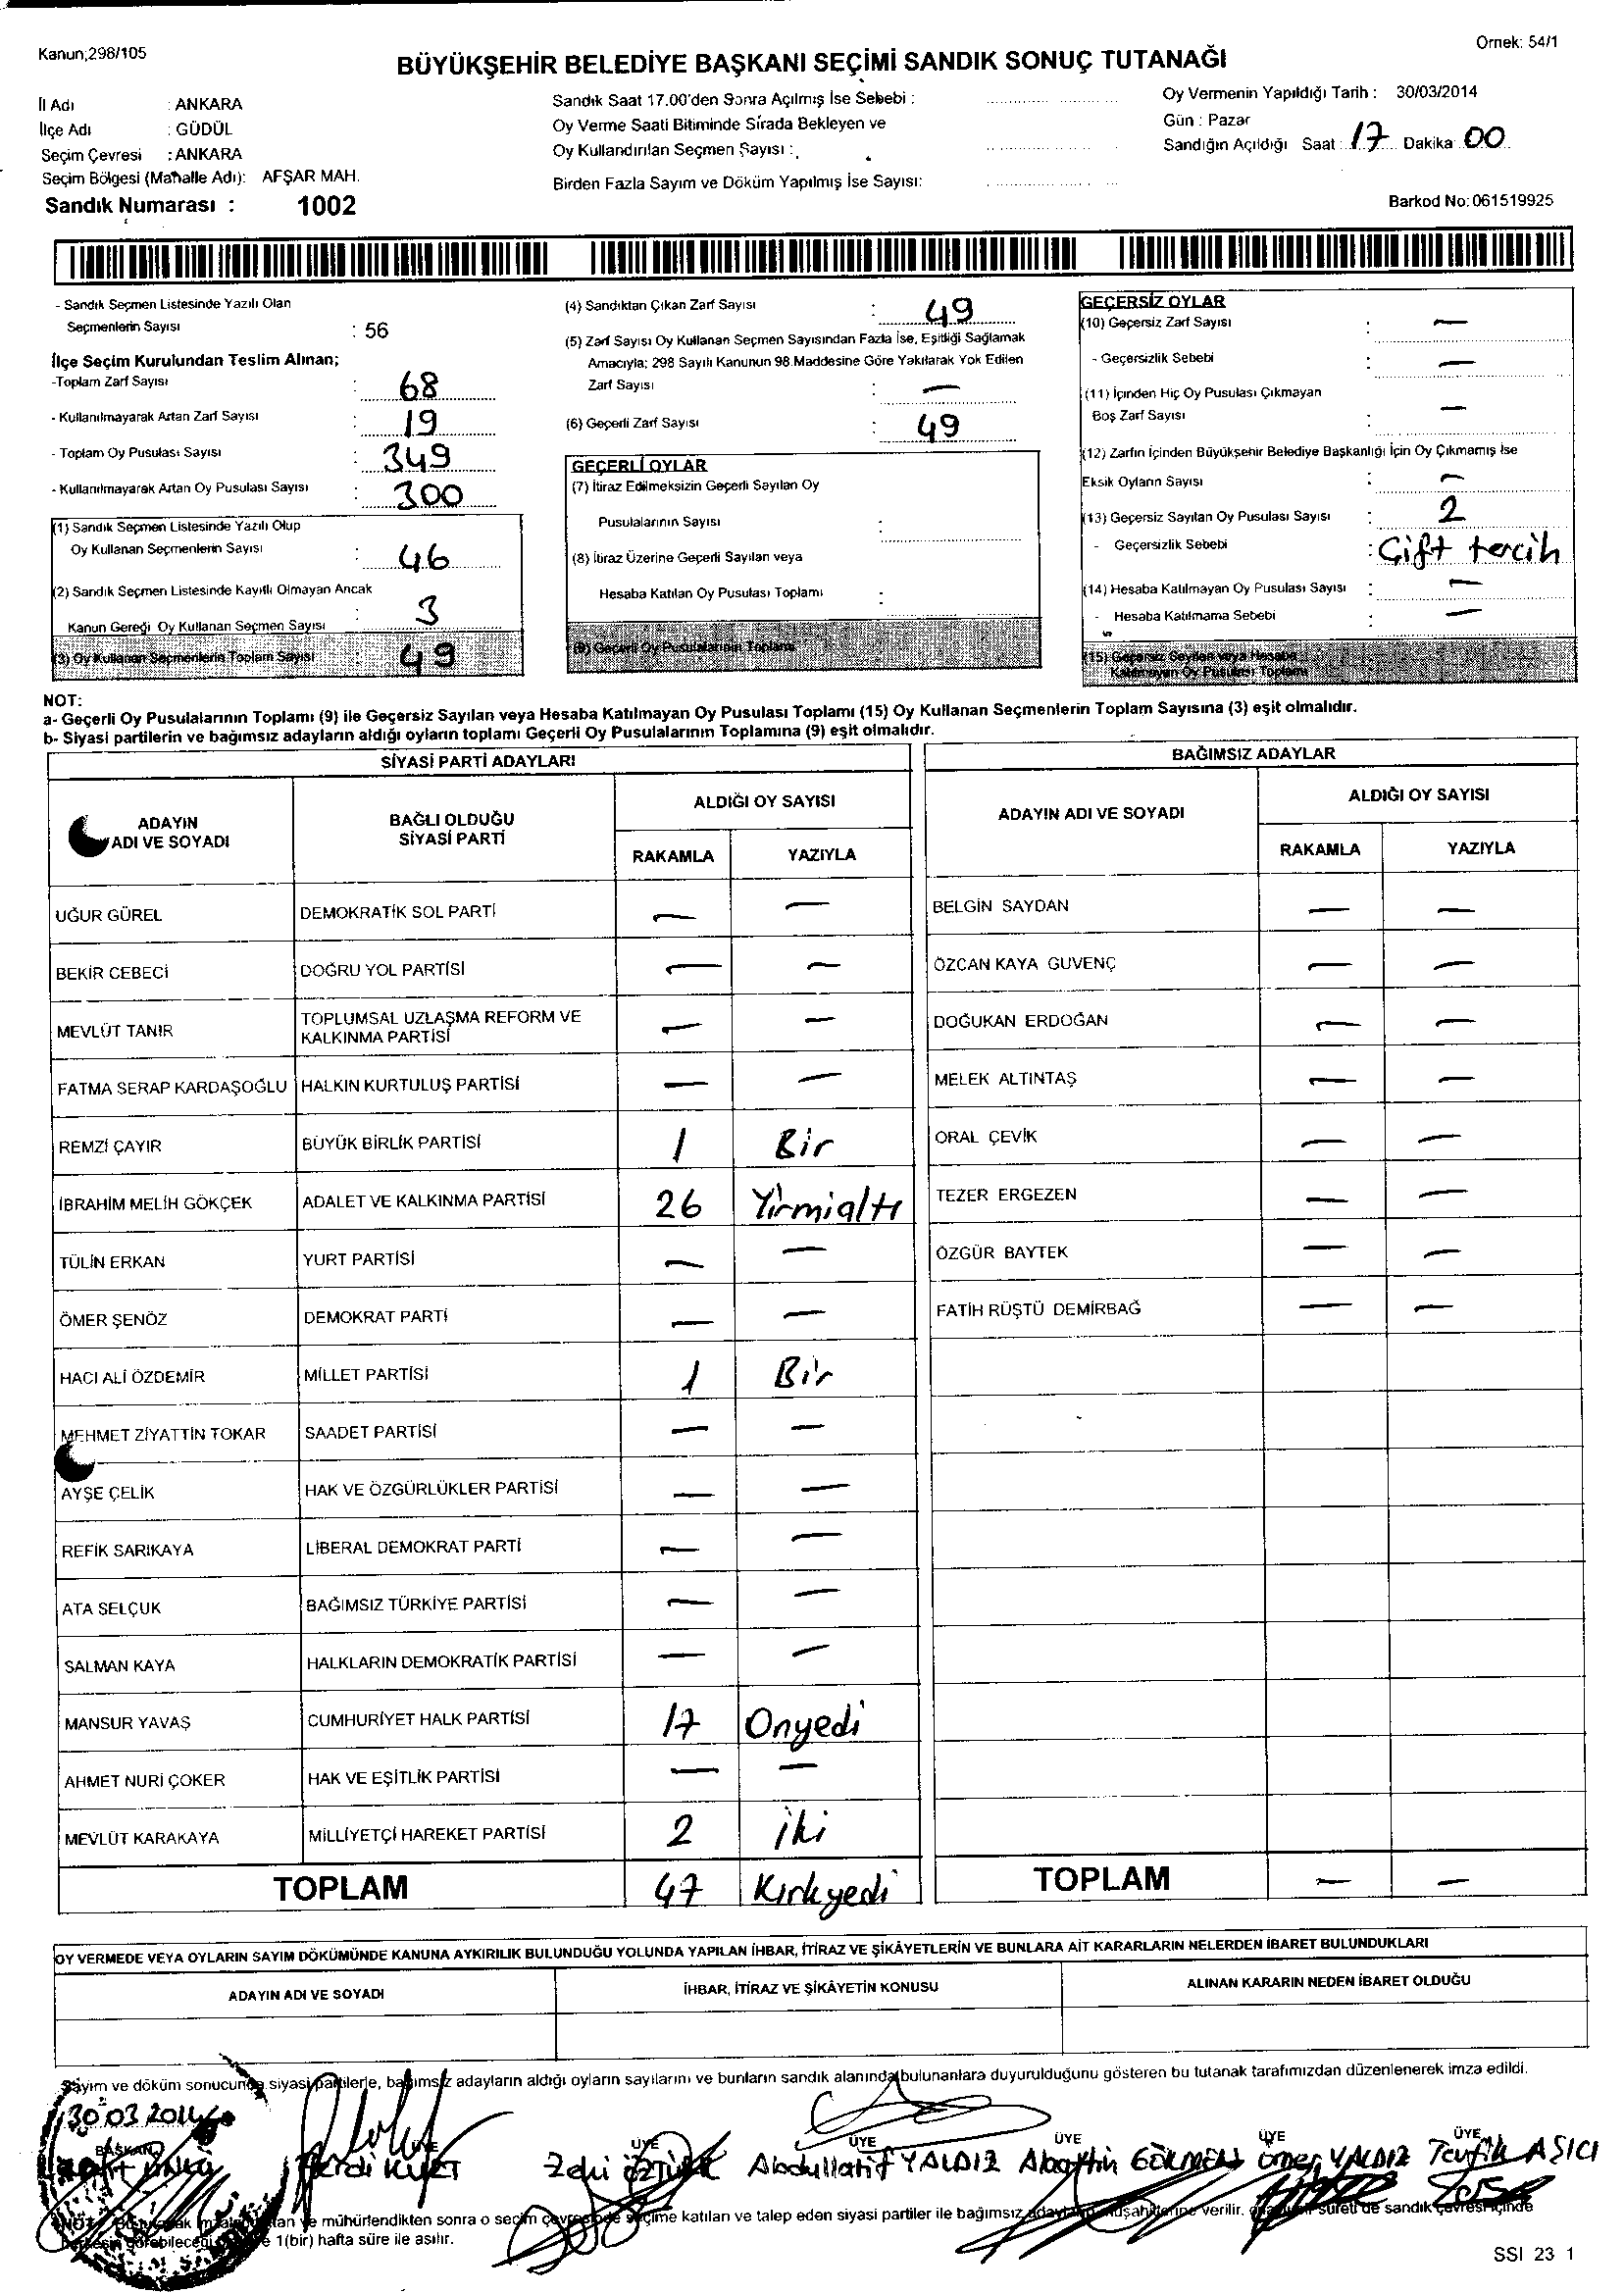 Kanun;298/105
Örnek: 54/1
BÜYÜKŞEHİR BELEDİYE BAŞKANI SEÇİMİ SANDIK SONUÇ TUTANAĞI
İl Adı : ANKARA
İlçe Adı : GÜDÜL
Seçim Çevresi : ANKARA
Seçim Bölgesi (Mahalle Adı): AFŞAR MAH.
Sandık Numarası : 1002
Sandık Saat 17.00'den Sonra Açılmış İse Sebebi :
Oy Verme Saati Bitiminde Sırada Bekleyen ve
Oy Kullandırılan Seçmen Sayısı :
Birden Fazla Sayım ve Döküm Yapılmış İse Sayısı:
Oy Vermenin Yapıldığı Tarih : 30/03/2014
Gün : Pazar
Sandığın Açıldığı Saat : 17 Dakika 00
Barkod No: 061519925
- Sandık Seçmen Listesinde Yazılı Olan
Seçmenlerin Sayısı : 56
İlçe Seçim Kurulundan Teslim Alınan;
-Toplam Zarf Sayısı : 68
- Kullanılmayarak Artan Zarf Sayısı : 19
- Toplam Oy Pusulası Sayısı : 349
- Kullanılmayarak Artan Oy Pusulası Sayısı : 300
(1) Sandık Seçmen Listesinde Yazılı Olup
Oy Kullanan Seçmenlerin Sayısı : 46
(2) Sandık Seçmen Listesinde Kayıtlı Olmayan Ancak
Kanun Gereği Oy Kullanan Seçmen Sayısı : 3
(3) Oy Kullanan Seçmenlerin Toplam Sayısı 49
(4) Sandıktan Çıkan Zarf Sayısı : 49
(5) Zarf Sayısı Oy Kullanan Seçmen Sayısından Fazla İse, Eşitliği Sağlamak
Amacıyla; 298 Sayılı Kanunun 98.Maddesine Göre Yakılarak Yok Edilen
Zarf Sayısı : —
(6) Geçerli Zarf Sayısı : 49
GEÇERLİ OYLAR
(7) İtiraz Edilmeksizin Geçerli Sayılan Oy
Pusulalarının Sayısı :
(8) İtiraz Üzerine Geçerli Sayılan veya
Hesaba Katılan Oy Pusulası Toplamı :
(9) Geçerli Oy Pusulalarının Toplamı
GEÇERSİZ OYLAR
(10) Geçersiz Zarf Sayısı : —
- Geçersizlik Sebebi : —
(11) İçinden Hiç Oy Pusulası Çıkmayan
Boş Zarf Sayısı : —
(12) Zarfın İçinden Büyükşehir Belediye Başkanlığı İçin Oy Çıkmamış İse
Eksik Oyların Sayısı : —
(13) Geçersiz Sayılan Oy Pusulası Sayısı : 2
- Geçersizlik Sebebi : Çift tercih
(14) Hesaba Katılmayan Oy Pusulası Sayısı : —
- Hesaba Katılmama Sebebi : —
(15) Geçersiz Sayılan veya Hesaba
Katılmayan Oy Pusulası Toplamı
NOT:
a- Geçerli Oy Pusulalarının Toplamı (9) ile Geçersiz Sayılan veya Hesaba Katılmayan Oy Pusulası Toplamı (15) Oy Kullanan Seçmenlerin Toplam Sayısına (3) eşit olmalıdır.
b- Siyasi partilerin ve bağımsız adayların aldığı oyların toplamı Geçerli Oy Pusulalarının Toplamına (9) eşit olmalıdır.
SİYASİ PARTİ ADAYLARI
ADAYIN ADI VE SOYADI BAĞLI OLDUĞU SİYASİ PARTİ ALDIĞI OY SAYISI
RAKAMLA YAZIYLA
UĞUR GÜREL DEMOKRATİK SOL PARTİ — —
BEKİR CEBECİ DOĞRU YOL PARTİSİ — —
MEVLÜT TANIR TOPLUMSAL UZLAŞMA REFORM VE KALKINMA PARTİSİ — —
FATMA SERAP KARDAŞOĞLU HALKIN KURTULUŞ PARTİSİ — —
REMZİ ÇAYIR BÜYÜK BİRLİK PARTİSİ 1 Bir
İBRAHİM MELİH GÖKÇEK ADALET VE KALKINMA PARTİSİ 26 Yirmialtı
TÜLİN ERKAN YURT PARTİSİ — —
ÖMER ŞENÖZ DEMOKRAT PARTİ — —
HACI ALİ ÖZDEMİR MİLLET PARTİSİ 1 Bir
MEHMET ZİYATTİN TOKAR SAADET PARTİSİ — —
AYŞE ÇELİK HAK VE ÖZGÜRLÜKLER PARTİSİ — —
REFİK SARIKAYA LİBERAL DEMOKRAT PARTİ — —
ATA SELÇUK BAĞIMSIZ TÜRKİYE PARTİSİ — —
SALMAN KAYA HALKLARIN DEMOKRATİK PARTİSİ — —
MANSUR YAVAŞ CUMHURİYET HALK PARTİSİ 17 Onyedi
AHMET NURİ ÇOKER HAK VE EŞİTLİK PARTİSİ — —
MEVLÜT KARAKAYA MİLLİYETÇİ HAREKET PARTİSİ 2 İki
TOPLAM 47 Kırkyedi
BAĞIMSIZ ADAYLAR
ADAYIN ADI VE SOYADI ALDIĞI OY SAYISI
RAKAMLA YAZIYLA
BELGİN SAYDAN — —
ÖZCAN KAYA GÜVENÇ — —
DOĞUKAN ERDOĞAN — —
MELEK ALTINTAŞ — —
ORAL ÇEVİK — —
TEZER ERGEZEN — —
ÖZGÜR BAYTEK — —
FATİH RÜŞTÜ DEMİRBAĞ — —
TOPLAM — —
OY VERMEDE VEYA OYLARIN SAYIM DÖKÜMÜNDE KANUNA AYKIRILIK BULUNDUĞU YOLUNDA YAPILAN İHBAR, İTİRAZ VE ŞİKÂYETLERİN VE BUNLARA AİT KARARLARIN NELERDEN İBARET BULUNDUKLARI
ADAYIN ADI VE SOYADI İHBAR, İTİRAZ VE ŞİKÂYETİN KONUSU ALINAN KARARIN NEDEN İBARET OLDUĞU
Sayım ve döküm sonucunda siyasi partilerle, bağımsız adayların aldığı oyların sayılarını ve bunların sandık alanında bulunanlara duyurulduğunu gösteren bu tutanak tarafımızdan düzenlenerek imza edildi.
30.03.2014
BAŞKAN ÜYE ÜYE ÜYE ÜYE ÜYE ÜYE
Zeki ÖZTÜRK Abdullatif YALDIZ GÖKMEN Ömer YALDIZ Tevfik AŞICI
mühürlendikten sonra o seçim çevresinde seçime katılan ve talep eden siyasi partiler ile bağımsız verilir. sureti de sandık çevresi içinde
1(bir) hafta süre ile asılır.
SSI 23 1